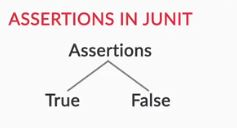 ASSERTIONS IN JUNIT
Assertions
True False